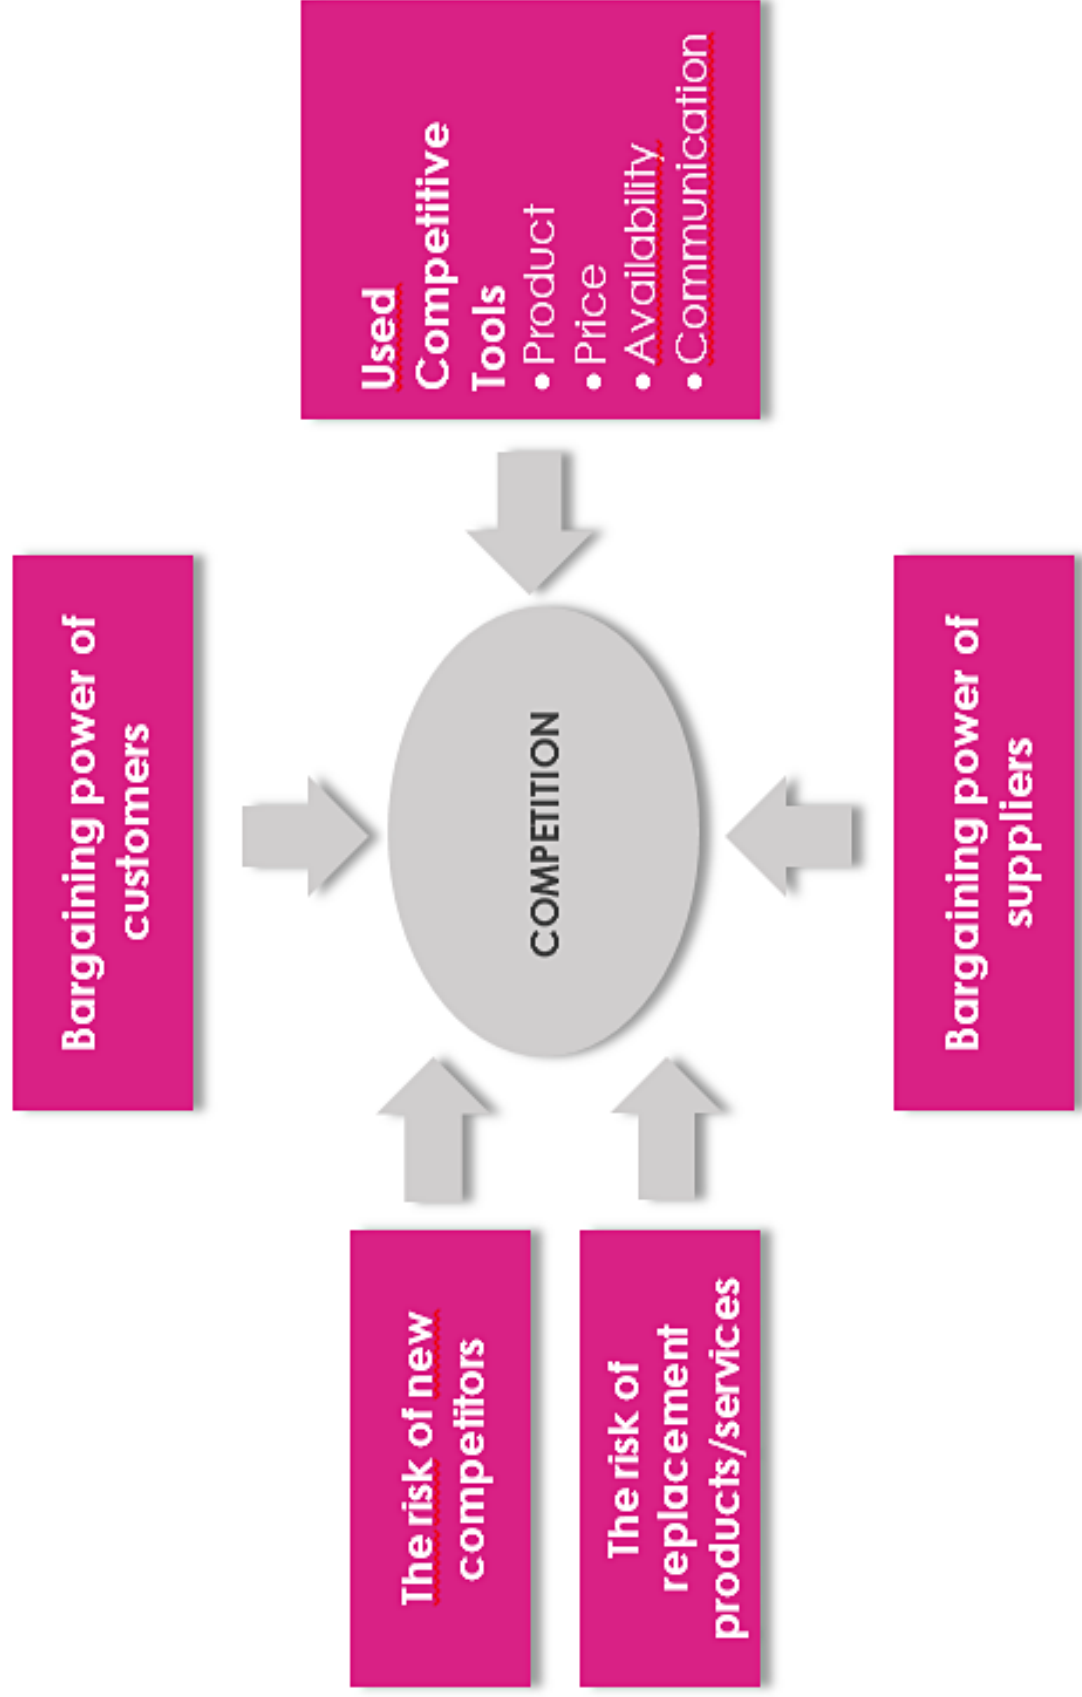 Bargaining power of
customers
The risk of new
competitors
The risk of
replacement
products/services
COMPETITION
Used
Competitive
Tools
• Product
• Price
• Availability
• Communication
Bargaining power of
suppliers